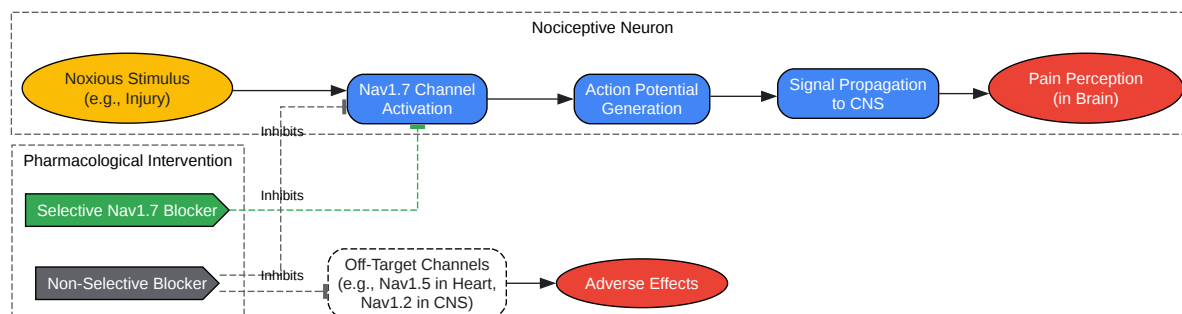 Nociceptive Neuron
Noxious Stimulus
(e.g., Injury)
Nav1.7 Channel
Activation
Action Potential
Generation
Signal Propagation
to CNS
Pain Perception
(in Brain)
Inhibits
Pharmacological Intervention
Selective Nav1.7 Blocker
Inhibits
Non-Selective Blocker
Inhibits
Off-Target Channels
(e.g., Nav1.5 in Heart,
Nav1.2 in CNS)
Adverse Effects